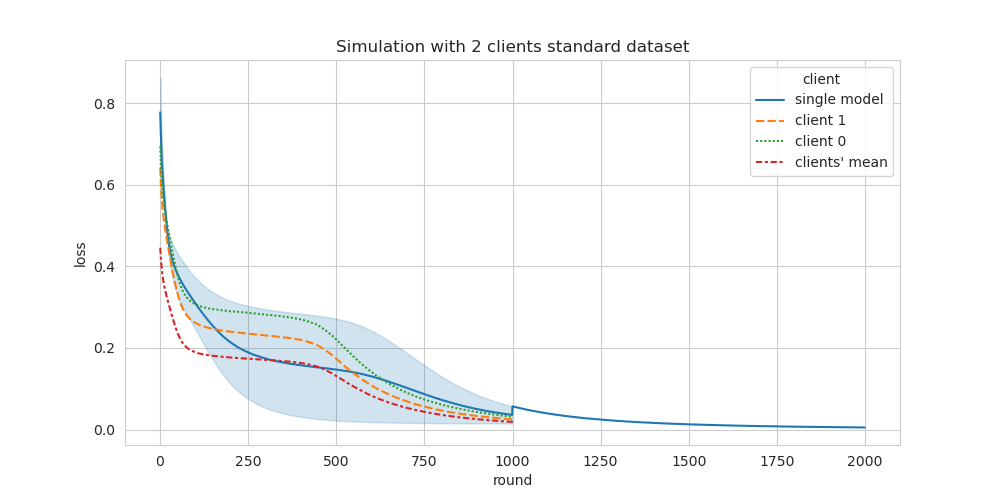 Simulation with 2 clients standard dataset
client
single model
client 1
client 0
clients' mean
loss
0.8
0.6
0.4
0.2
0.0
0 250 500 750 1000 1250 1500 1750 2000
round